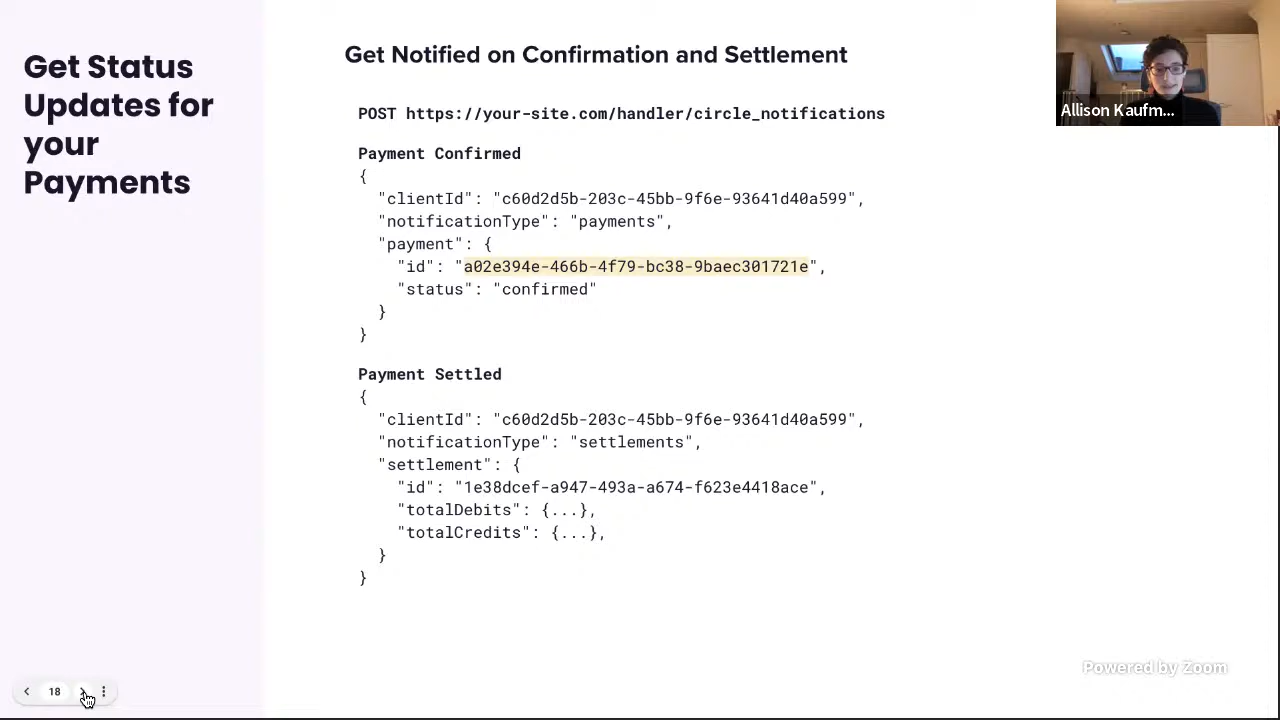 Get Status
Updates for
your
Payments
Get Notified on Confirmation and Settlement
POST https://your-site.com/handler/circle_notifications
Payment Confirmed
{
"clientId": "c60d2d5b-203c-45bb-9f6e-93641d40a599",
"notificationType": "payments",
"payment": {
"id": "a02e394e-466b-4f79-bc38-9baec301721e",
"status": "confirmed"
}
}
Payment Settled
{
"clientId": "c60d2d5b-203c-45bb-9f6e-93641d40a599",
"notificationType": "settlements",
"settlement": {
"id": "1e38dcef-a947-493a-a674-f623e4418ace",
"totalDebits": {...},
"totalCredits": {...},
}
}
Allison Kaufm...
18
Powered by Zoom